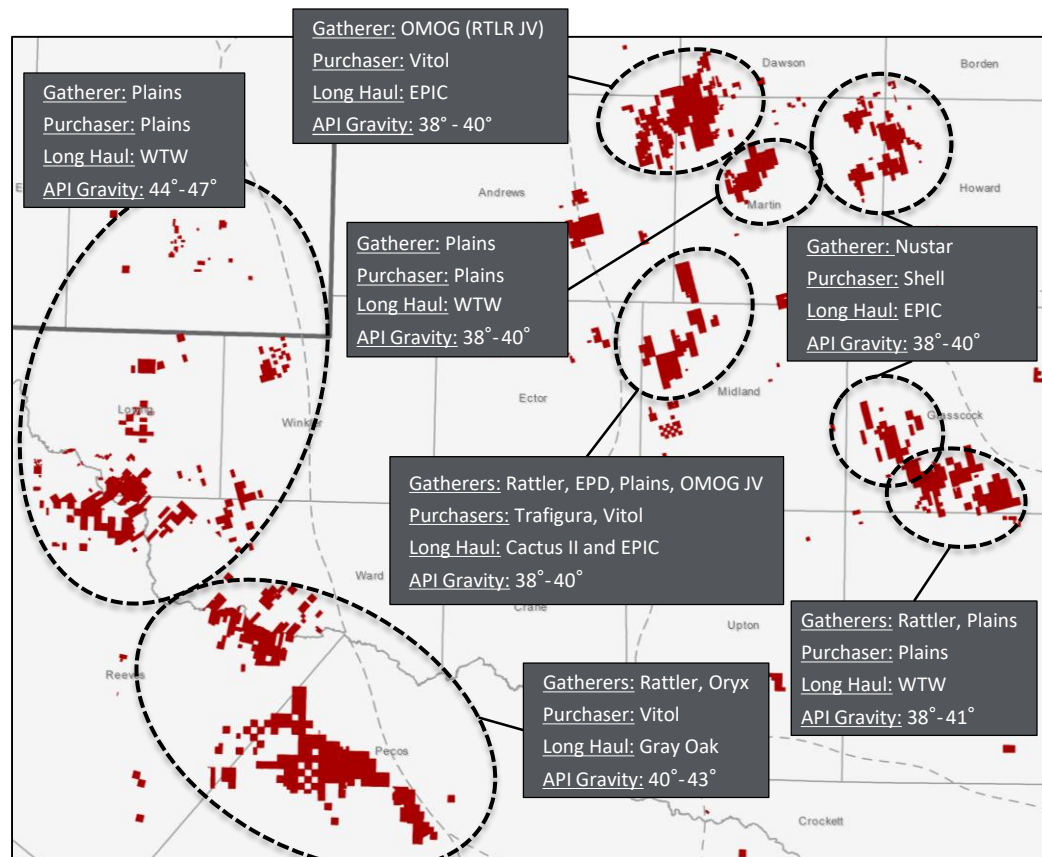 Gatherer: OMOG (RTLR JV)
Purchaser: Vitol
Long Haul: EPIC
API Gravity: 38° - 40°
Dawson
Borden
Gatherer: Plains
Purchaser: Plains
Long Haul: WTW
API Gravity: 44°-47°
Andrews
Martin
Howard
Gatherer: Plains
Purchaser: Plains
Long Haul: WTW
API Gravity: 38°-40°
Gatherer: Nustar
Purchaser: Shell
Long Haul: EPIC
API Gravity: 38°-40°
Loving
Winkler
Ector
Midland
Glasscock
Gatherers: Rattler, EPD, Plains, OMOG JV
Purchasers: Trafigura, Vitol
Long Haul: Cactus II and EPIC
API Gravity: 38°-40°
Ward
Crane
Upton
Gatherers: Rattler, Plains
Purchaser: Plains
Long Haul: WTW
API Gravity: 38°-41°
Reeves
Pecos
Gatherers: Rattler, Oryx
Purchaser: Vitol
Long Haul: Gray Oak
API Gravity: 40°-43°
Crockett